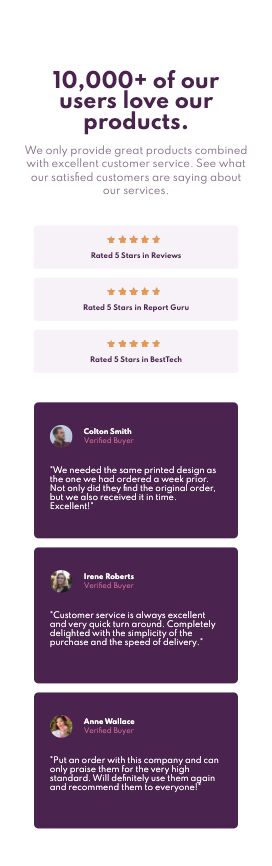 10,000+ of our
users love our
products.
We only provide great products combined
with excellent customer service. See what
our satisfied customers are saying about
our services.
Rated 5 Stars in Reviews
Rated 5 Stars in Report Guru
Rated 5 Stars in BestTech
Colton Smith
Verified Buyer
"We needed the same printed design as
the one we had ordered a week prior.
Not only did they find the original order,
but we also received it in time.
Excellent!"
Irene Roberts
Verified Buyer
"Customer service is always excellent
and very quick turn around. Completely
delighted with the simplicity of the
purchase and the speed of delivery."
Anne Wallace
Verified Buyer
"Put an order with this company and can
only praise them for the very high
standard. Will definitely use them again
and recommend them to everyone!"